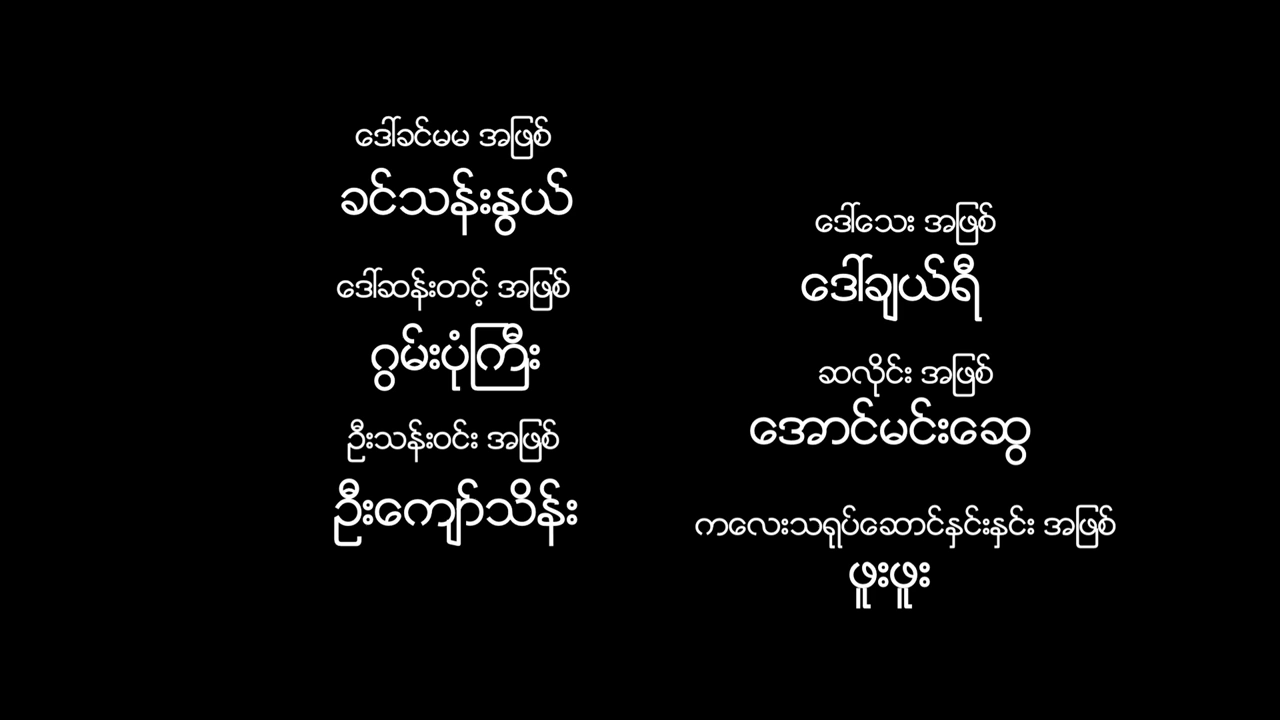 ဒေါ်ခင်မမ အဖြစ်
ခင်သန်းနွယ်
ဒေါ်ဆန်းတင့် အဖြစ်
ဂွမ်းပုံကြီး
ဦးသန်းဝင်း အဖြစ်
ဦးကျော်သိန်း
ဒေါ်သေး အဖြစ်
ဒေါ်ချယ်ရီ
ဆလိုင်း အဖြစ်
အောင်မင်းဆွေ
ကလေးသရုပ်ဆောင်နှင်းနှင်း အဖြစ်
ဖူးဖူး